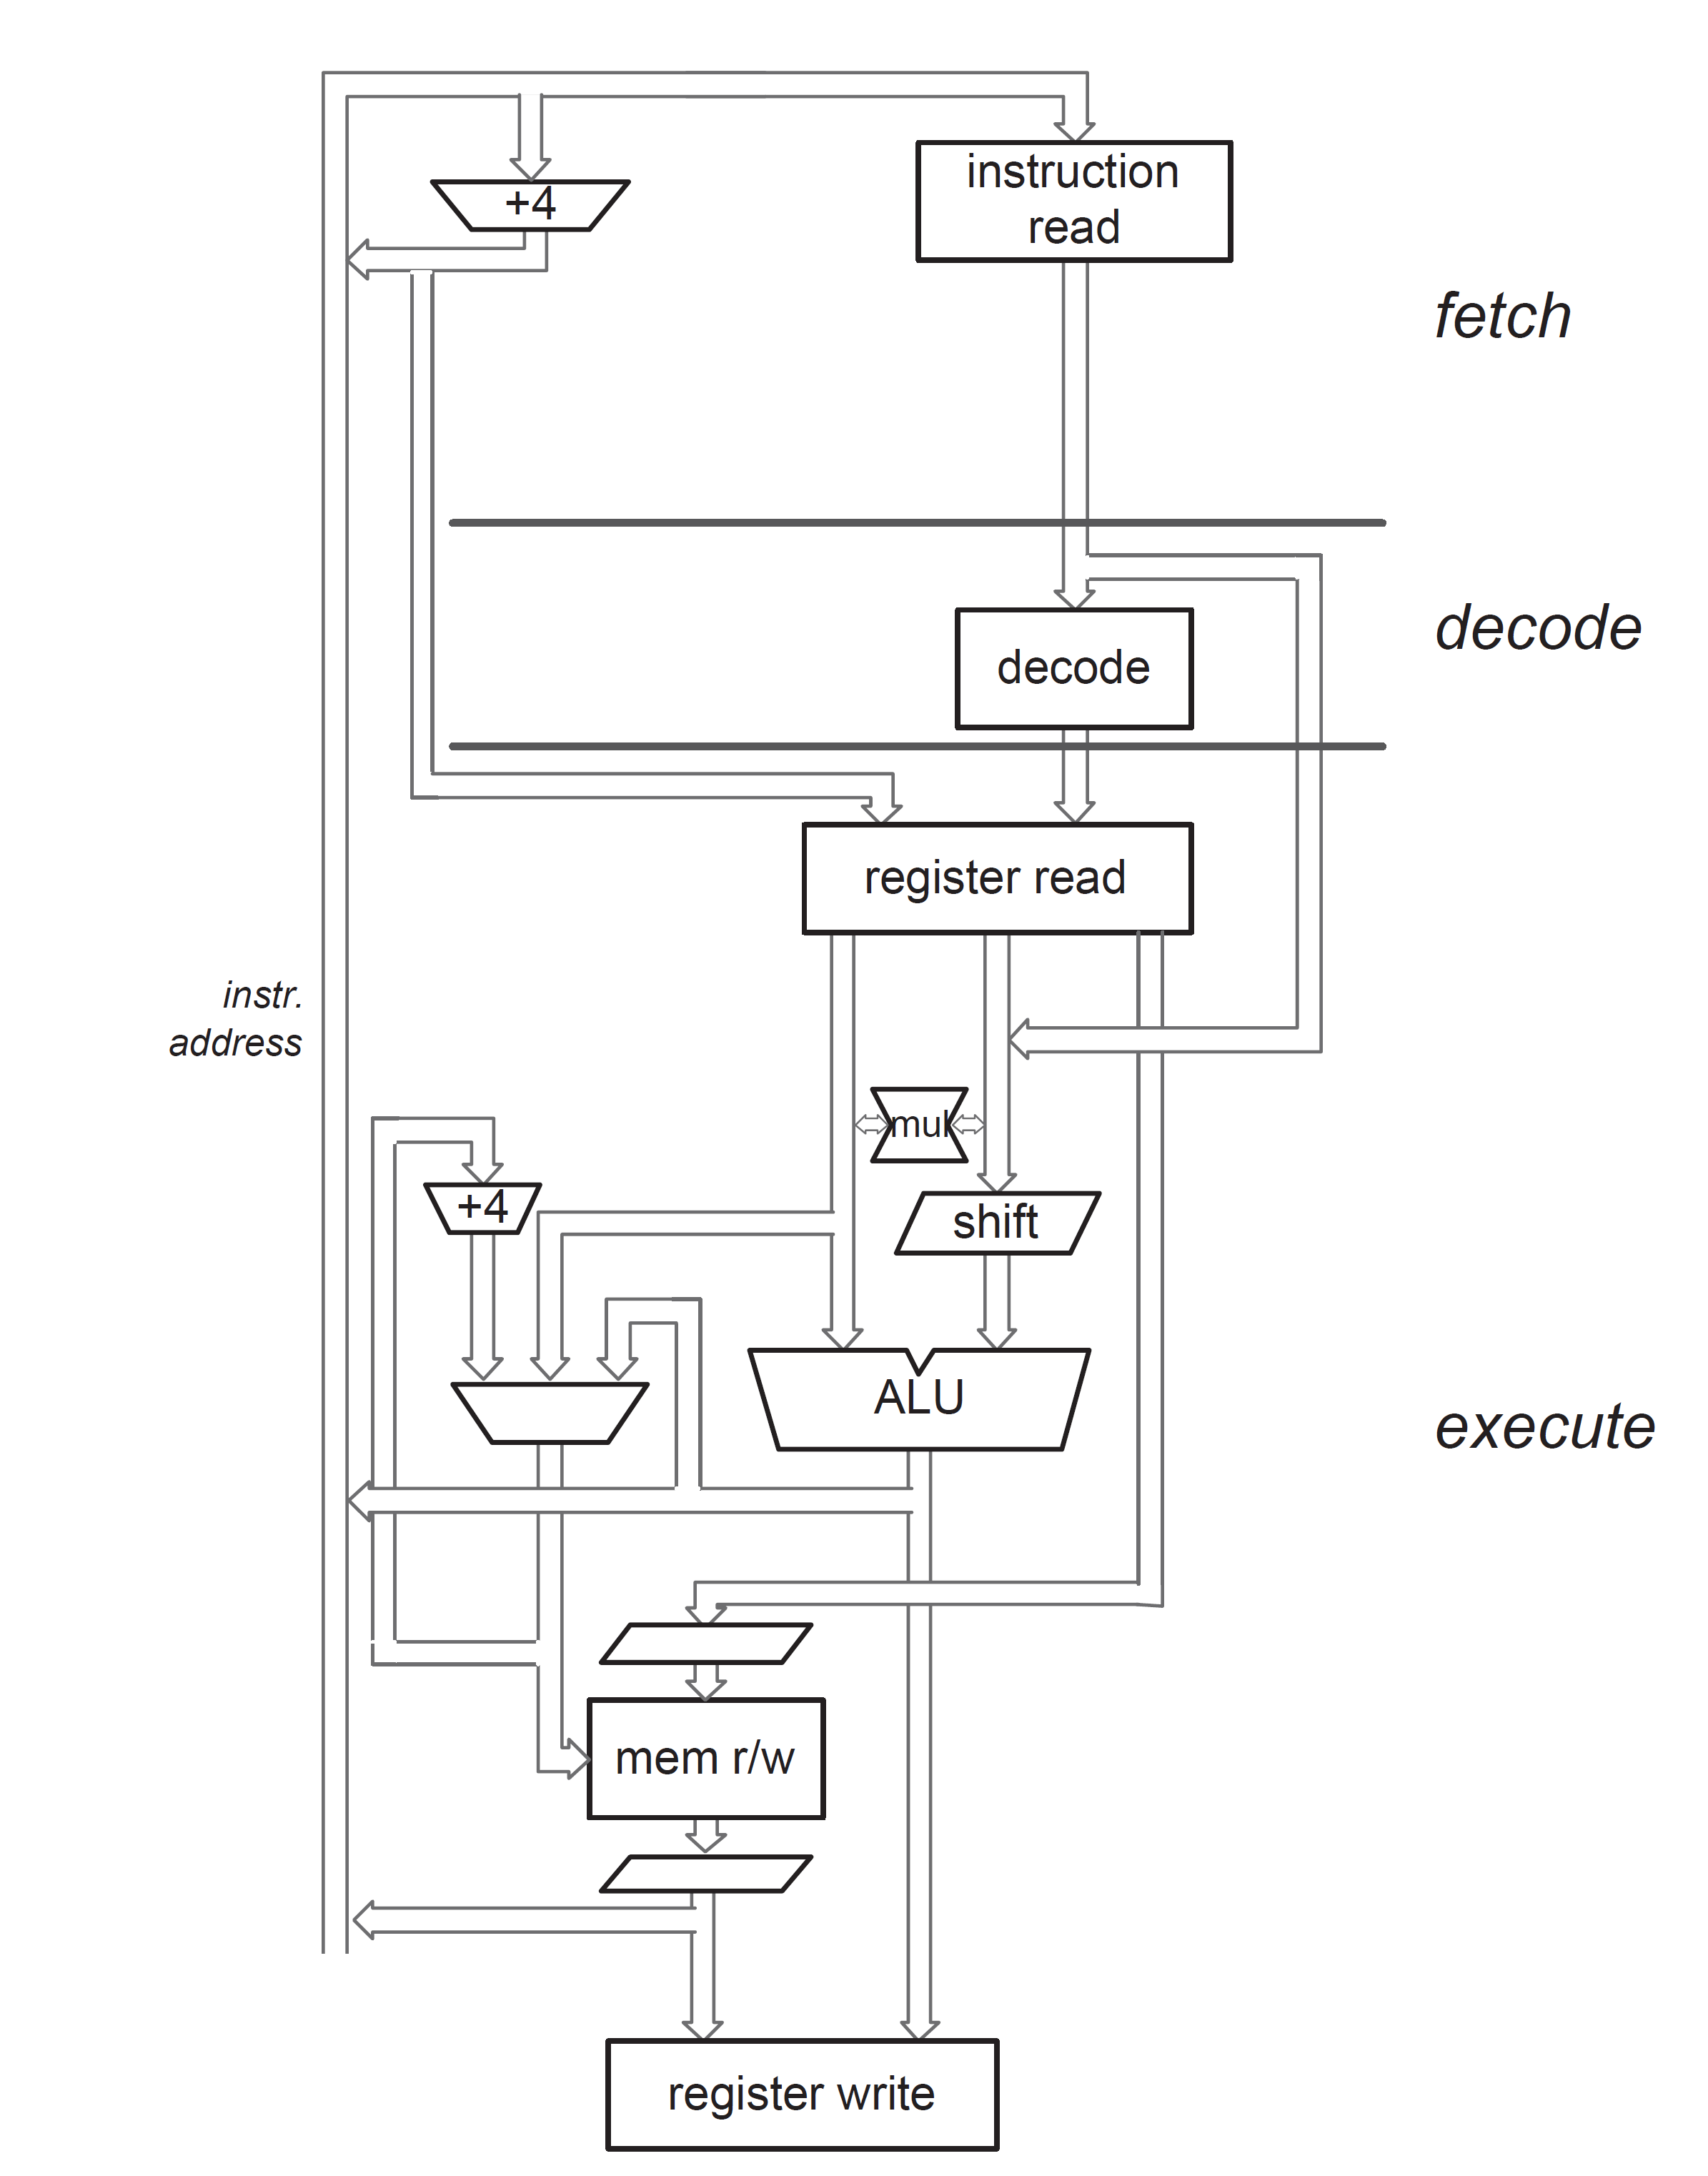 +4
instruction
read
fetch
decode
decode
register read
instr.
address
mul
+4
shift
ALU
execute
mem r/w
register write